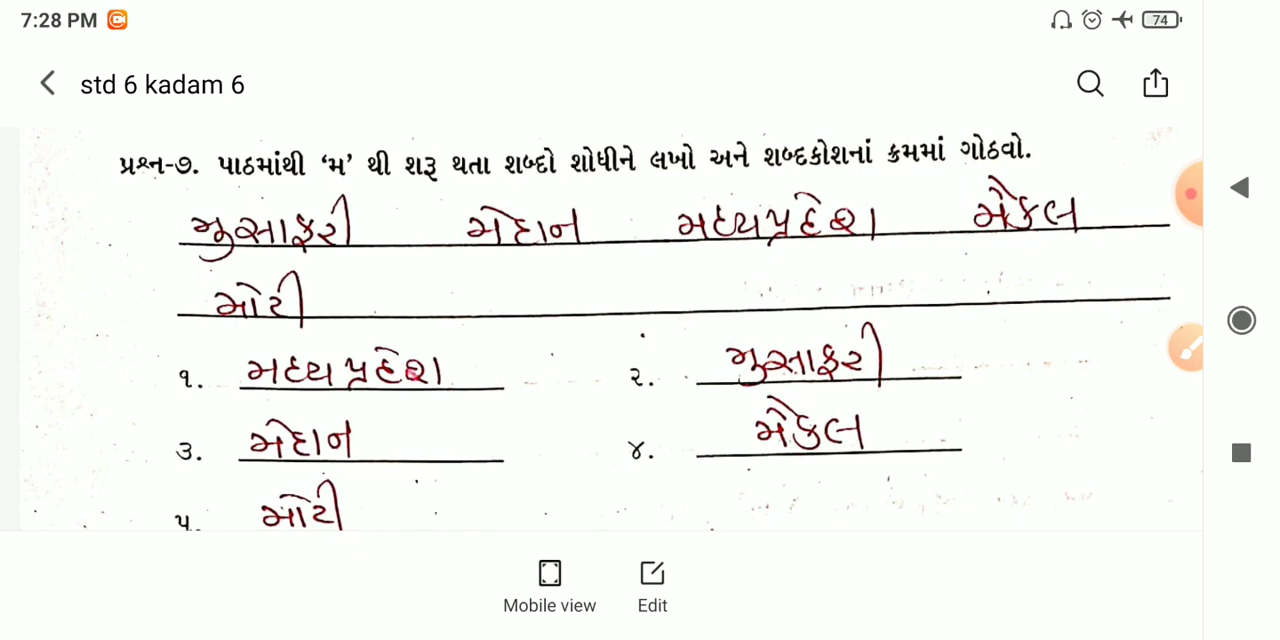 7:28 PM 74
std 6 kadam 6
પ્રશ્ન-૭. પાઠમાંથી ‘મ’ થી શરૂ થતા શબ્દો શોધીને લખો અને શબ્દકોશનાં ક્રમમાં ગોઠવો.
મુસાફરી મેદાન મધ્યપ્રદેશ મૈકલ
મોટી
૧. મધ્યપ્રદેશ ૨. મુસાફરી
૩. મેદાન ૪. મૈકલ
૫. મોટી
Mobile view Edit